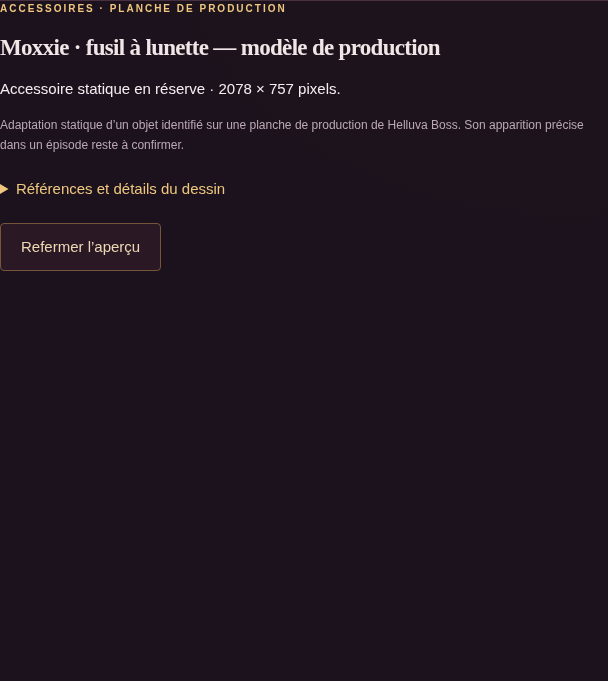 ACCESSOIRES · PLANCHE DE PRODUCTION
Moxxie · fusil à lunette — modèle de production
Accessoire statique en réserve · 2078 × 757 pixels.
Adaptation statique d’un objet identifié sur une planche de production de Helluva Boss. Son apparition précise
dans un épisode reste à confirmer.
Références et détails du dessin
Refermer l’aperçu